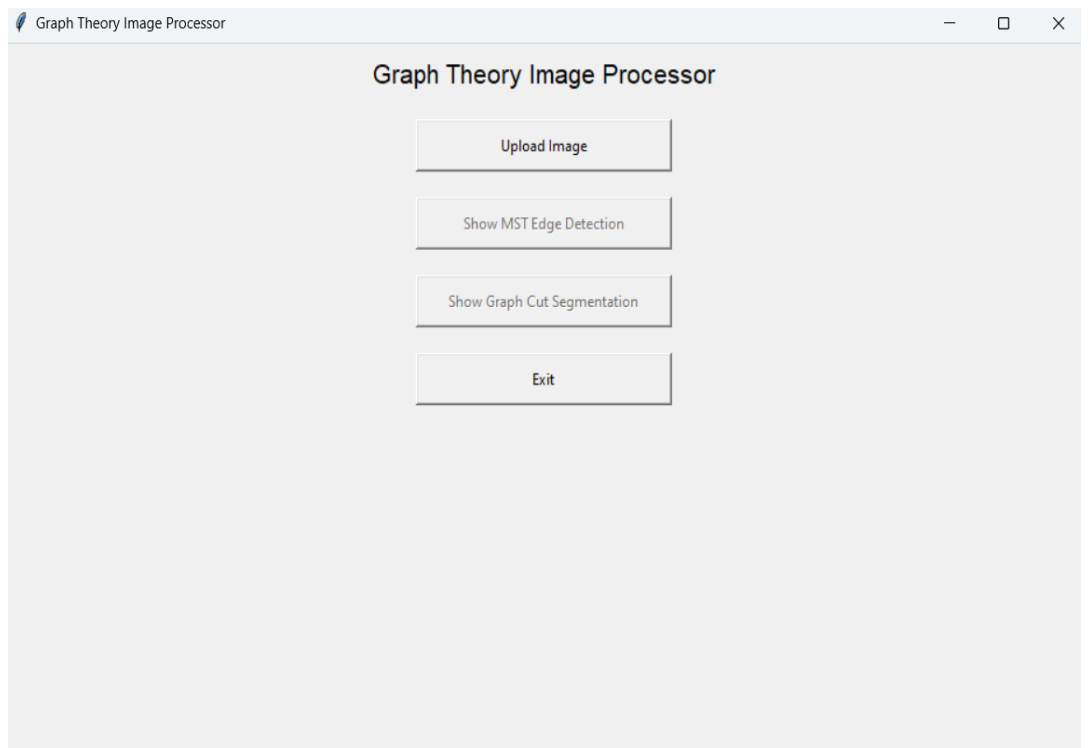 Graph Theory Image Processor
Graph Theory Image Processor
Upload Image
Show MST Edge Detection
Show Graph Cut Segmentation
Exit